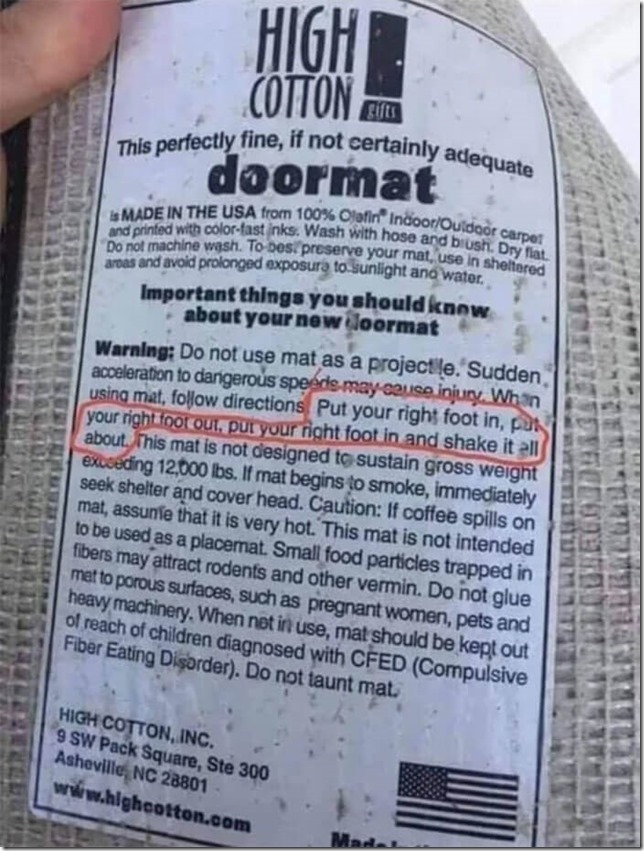 HIGH
COTTON
gifts
This perfectly fine, if not certainly adequate
doormat
is MADE IN THE USA from 100% Olefin® Indoor/Outdoor carpet
and printed with color-fast inks. Wash with hose and brush. Dry flat.
Do not machine wash. To best preserve your mat, use in sheltered
areas and avoid prolonged exposure to sunlight and water.
Important things you should know
about your new doormat
Warning: Do not use mat as a projectile. Sudden
acceleration to dangerous speeds may cause injury. When
using mat, follow directions: Put your right foot in, put
your right foot out, put your right foot in and shake it all
about. This mat is not designed to sustain gross weight
exceeding 12,000 lbs. If mat begins to smoke, immediately
seek shelter and cover head. Caution: If coffee spills on
mat, assume that it is very hot. This mat is not intended
to be used as a placemat. Small food particles trapped in
fibers may attract rodents and other vermin. Do not glue
mat to porous surfaces, such as pregnant women, pets and
heavy machinery. When not in use, mat should be kept out
of reach of children diagnosed with CFED (Compulsive
Fiber Eating Disorder). Do not taunt mat.
HIGH COTTON, INC.
9 SW Pack Square, Ste 300
Asheville, NC 28801
www.highcotton.com